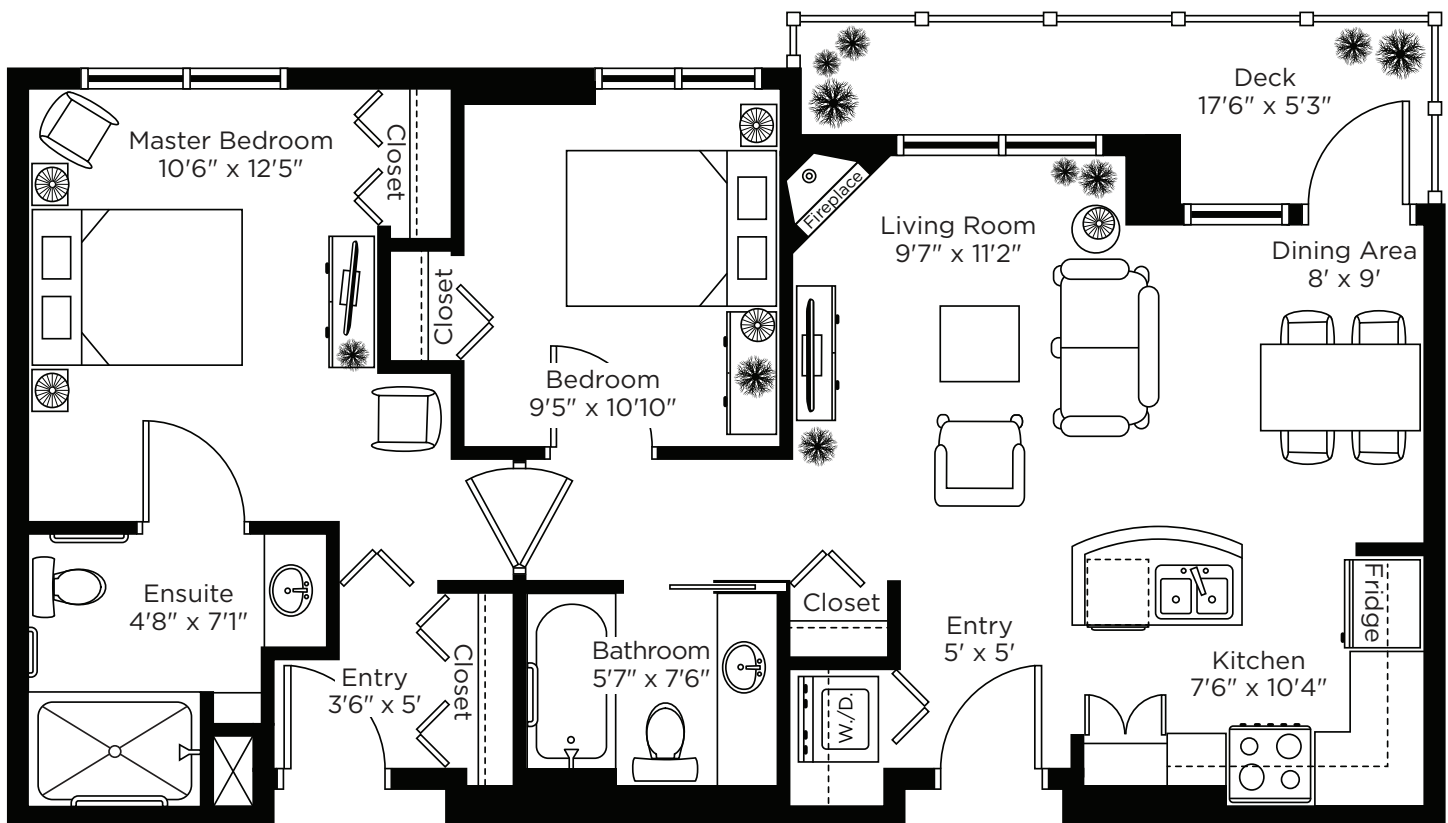 Deck
17'6" x 5'3"
Master Bedroom
10'6" x 12'5"
Closet
Fireplace
Living Room
9'7" x 11'2"
Dining Area
8' x 9'
Closet
Bedroom
9'5" x 10'10"
Ensuite
4'8" x 7'1"
Closet
Fridge
Entry
5' x 5'
Bathroom
5'7" x 7'6"
Kitchen
7'6" x 10'4"
Entry
3'6" x 5'
Closet
W./D.